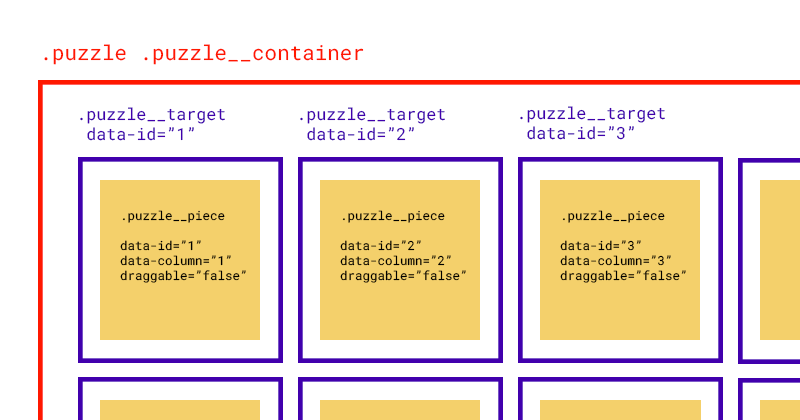 .puzzle .puzzle__container
.puzzle__target
data-id=”1”
.puzzle__target
data-id=”2”
.puzzle__target
data-id=”3”
.puzzle__piece
data-id=”1”
data-column=”1”
draggable=”false”
.puzzle__piece
data-id=”2”
data-column=”2”
draggable=”false”
.puzzle__piece
data-id=”3”
data-column=”3”
draggable=”false”